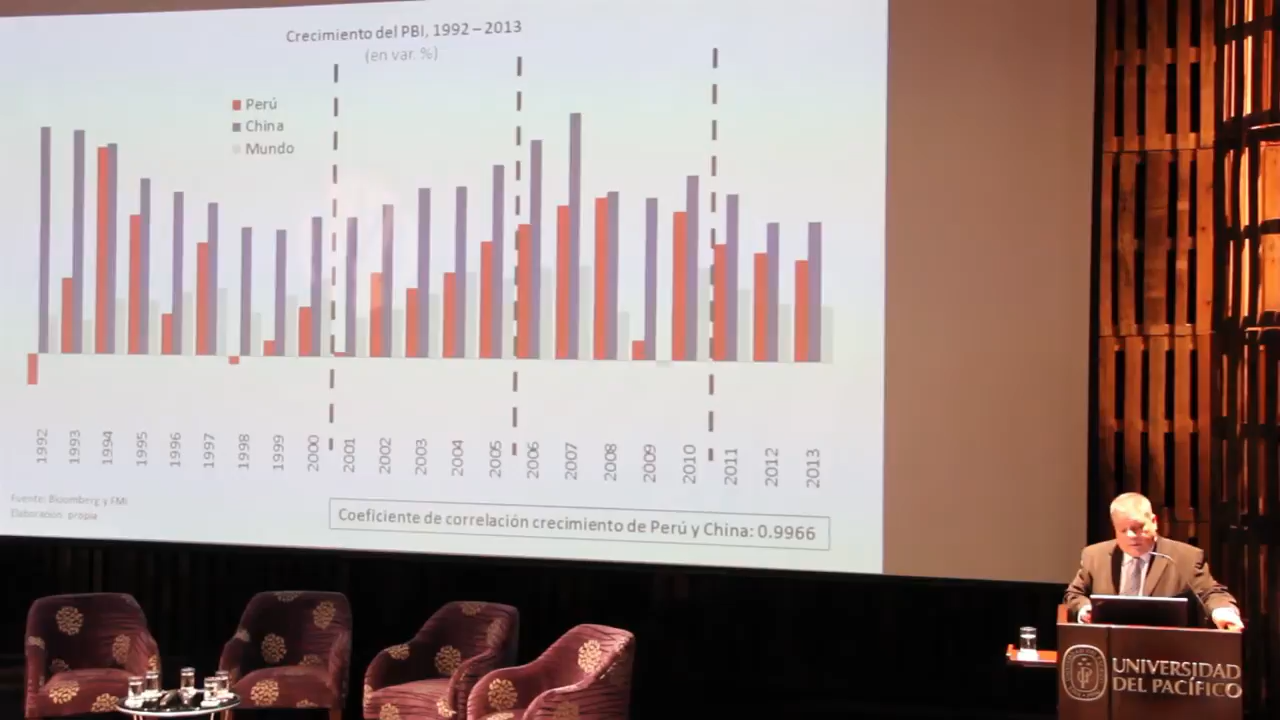 Crecimiento del PBI, 1992 – 2013
(en var. %)
Perú
China
Mundo
1992 1993 1994 1995 1996 1997 1998 1999 2000 2001 2002 2003 2004 2005 2006 2007 2008 2009 2010 2011 2012 2013
Fuente: Bloomberg y FMI
Elaboración: propia
Coeficiente de correlación crecimiento de Perú y China: 0.9966
UNIVERSIDAD
DEL PACÍFICO